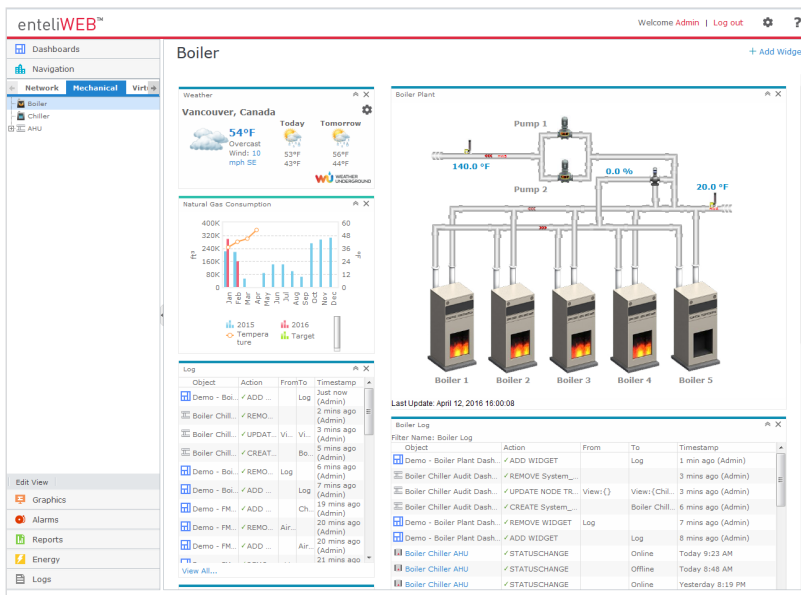 enteliWEB™
Welcome Admin | Log out
?
Dashboards
Navigation
Network Mechanical
Boiler
Chiller
AHU
Edit View
Graphics
Alarms
Reports
Energy
Logs
Boiler
+ Add Widge
Weather
Vancouver, Canada
Today Tomorrow
54°F
Overcast
Wind: 10
mph SE
53°F 56°F
43°F 44°F
WEATHER
UNDERGROUND
Natural Gas Consumption
400K 60
320K 48
240K 36
160K 24
80K 12
0 0
ft³ °F
Jan Feb Mar Apr May Jun Jul Aug Sep Oct Nov Dec
2015 2016
Tempera
ture
Target
Log
Object Action From To Timestamp
Demo - Boi... ✓ADD ... Log Just now (Admin)
Boiler Chill... ✓REMO... 2 mins ago (Admin)
Boiler Chill... ✓UPDAT... Vi... Vi... 3 mins ago (Admin)
Boiler Chill... ✓CREAT... Bo... 5 mins ago (Admin)
Demo - Boi... ✓REMO... Log 6 mins ago (Admin)
Demo - Boi... ✓ADD ... Log 7 mins ago (Admin)
Demo - FM... ✓ADD ... Ch... 19 mins ago (Admin)
Demo - FM... ✓REMO... Air... 20 mins ago (Admin)
Demo - FM... ✓ADD ... Air... 20 mins ago (Admin)
21 mins ago
View All...
Boiler Plant
Pump 1
140.0 °F
0.0 %
Pump 2
20.0 °F
Boiler 1 Boiler 2 Boiler 3 Boiler 4 Boiler 5
Last Update: April 12, 2016 16:00:08
Boiler Log
Filter Name: Boiler Log
Object Action From To Timestamp
Demo - Boiler Plant Dash... ✓ADD WIDGET Log 1 min ago (Admin)
Boiler Chiller Audit Dash... ✓REMOVE System_... 3 mins ago (Admin)
Boiler Chiller Audit Dash... ✓UPDATE NODE TR... View:{} View:{Chil... 3 mins ago (Admin)
Boiler Chiller Audit Dash... ✓CREATE System_... Boiler Chill... 6 mins ago (Admin)
Demo - Boiler Plant Dash... ✓REMOVE WIDGET Log 7 mins ago (Admin)
Demo - Boiler Plant Dash... ✓ADD WIDGET Log 8 mins ago (Admin)
Boiler Chiller AHU ✓STATUSCHANGE Online Today 9:23 AM
Boiler Chiller AHU ✓STATUSCHANGE Offline Today 8:48 AM
Boiler Chiller AHU ✓STATUSCHANGE Online Yesterday 8:19 PM